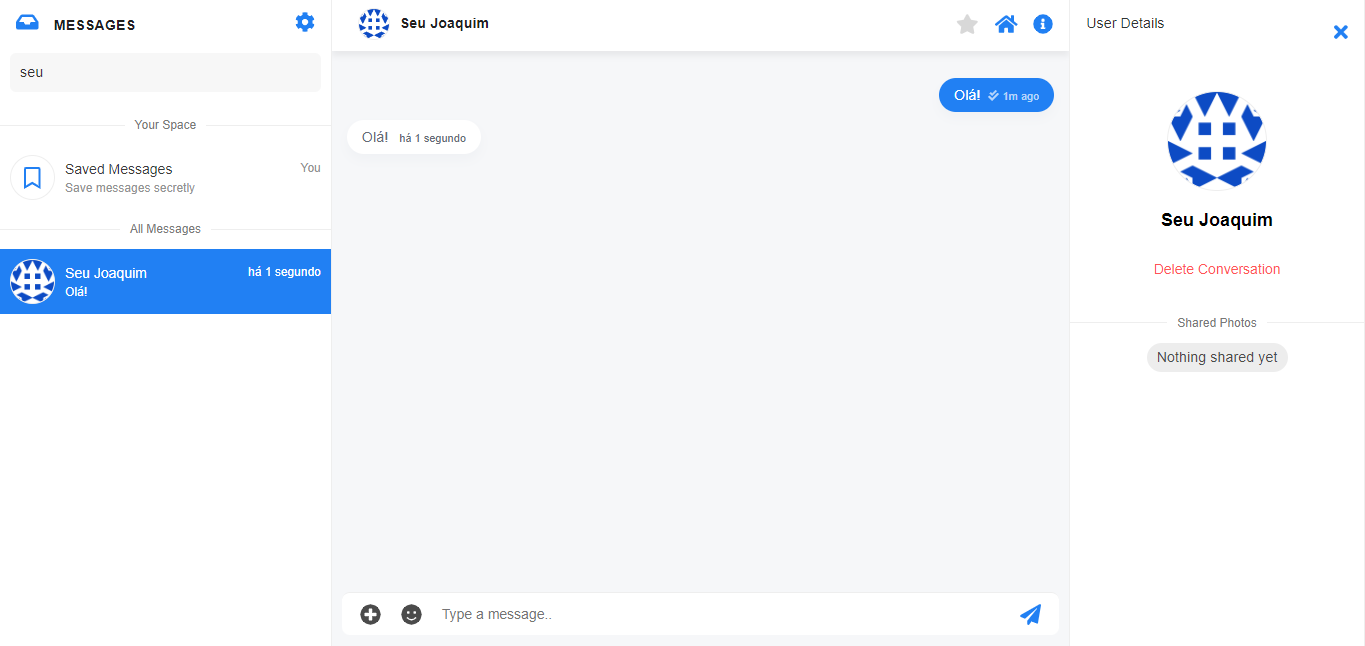 MESSAGES
seu
Your Space
Saved Messages
You
Save messages secretly
All Messages
Seu Joaquim
há 1 segundo
Olá!
Seu Joaquim
Olá! 1m ago
Olá! há 1 segundo
Type a message..
User Details
Seu Joaquim
Delete Conversation
Shared Photos
Nothing shared yet